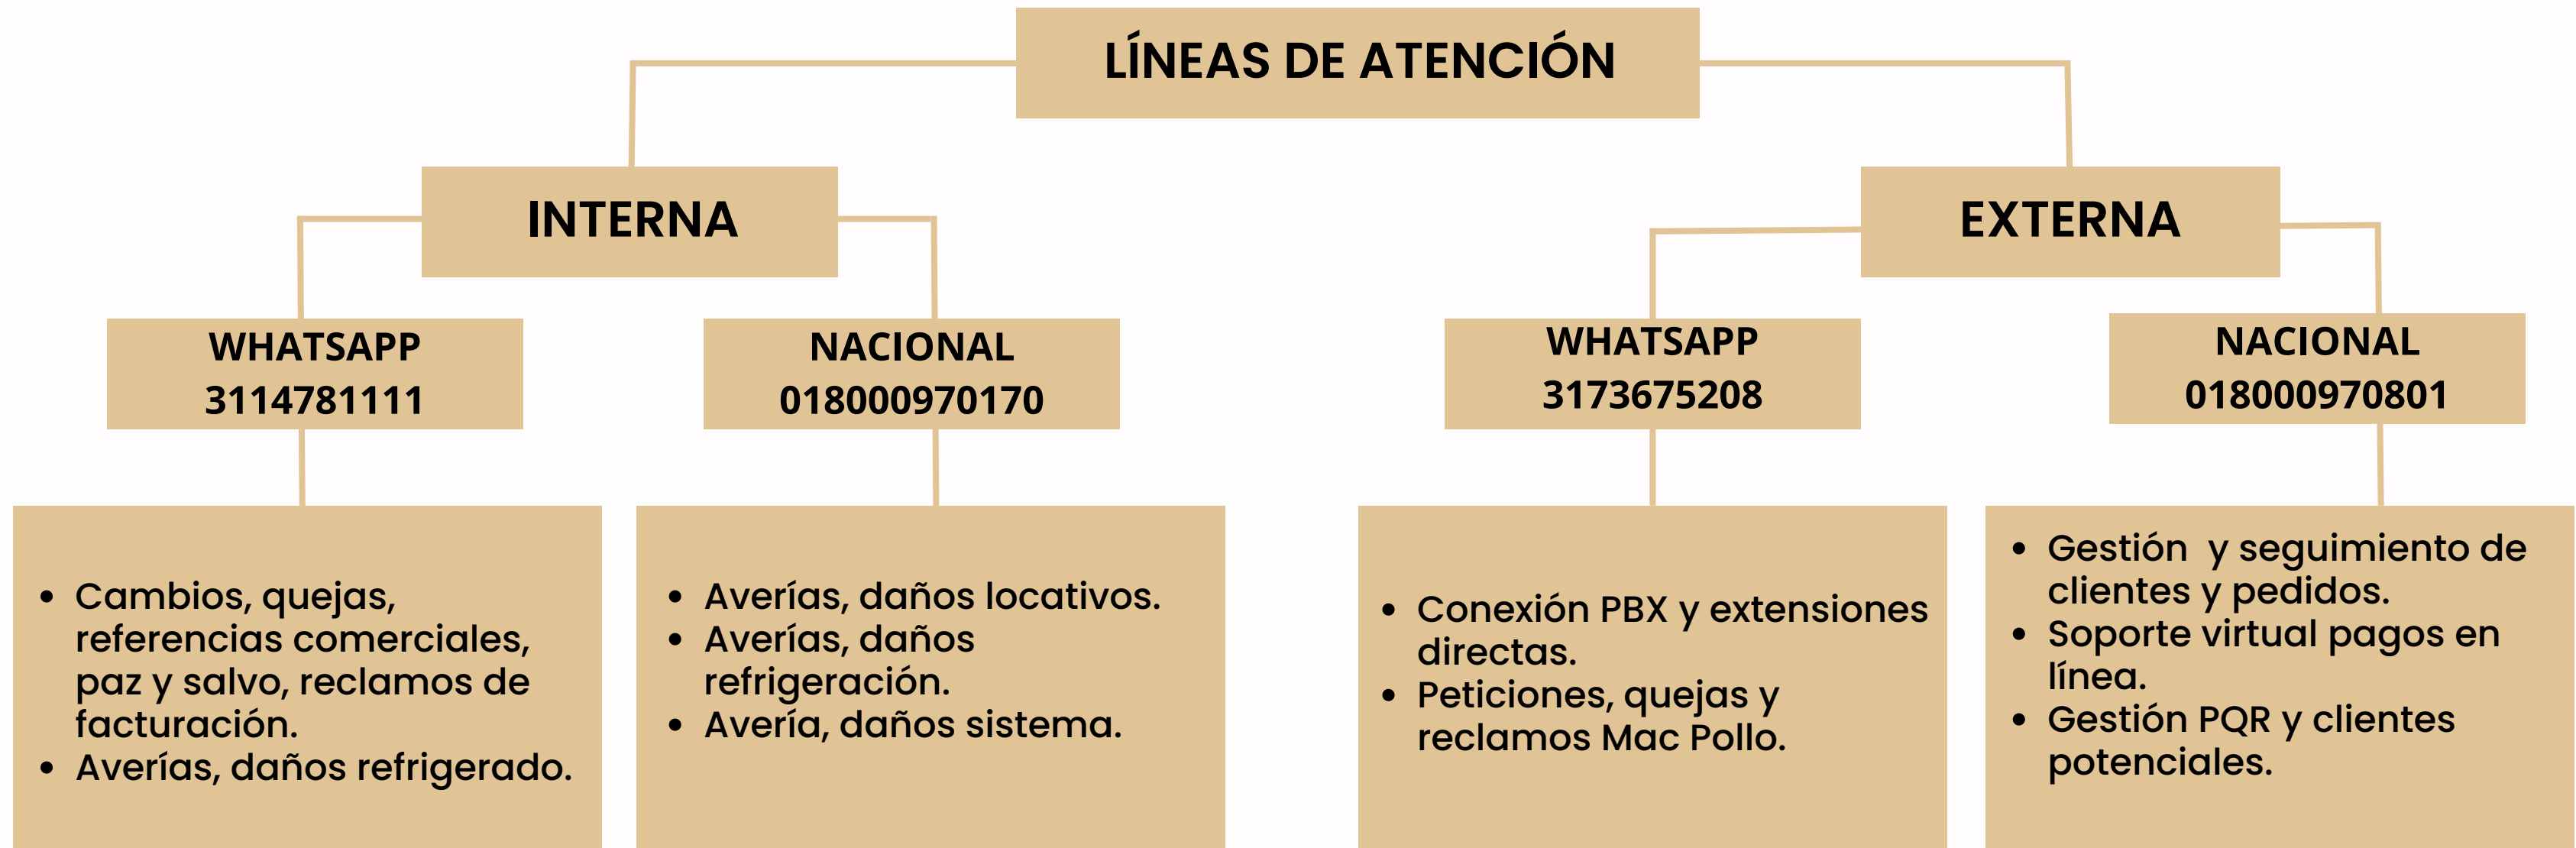 LÍNEAS DE ATENCIÓN
INTERNA
EXTERNA
WHATSAPP
3114781111
NACIONAL
018000970170
WHATSAPP
3173675208
NACIONAL
018000970801
• Cambios, quejas,
referencias comerciales,
paz y salvo, reclamos de
facturación.
• Averías, daños refrigerado.
• Averías, daños locativos.
• Averías, daños
refrigeración.
• Avería, daños sistema.
• Conexión PBX y extensiones
directas.
• Peticiones, quejas y
reclamos Mac Pollo.
• Gestión  y seguimiento de
clientes y pedidos.
• Soporte virtual pagos en
línea.
• Gestión PQR y clientes
potenciales.